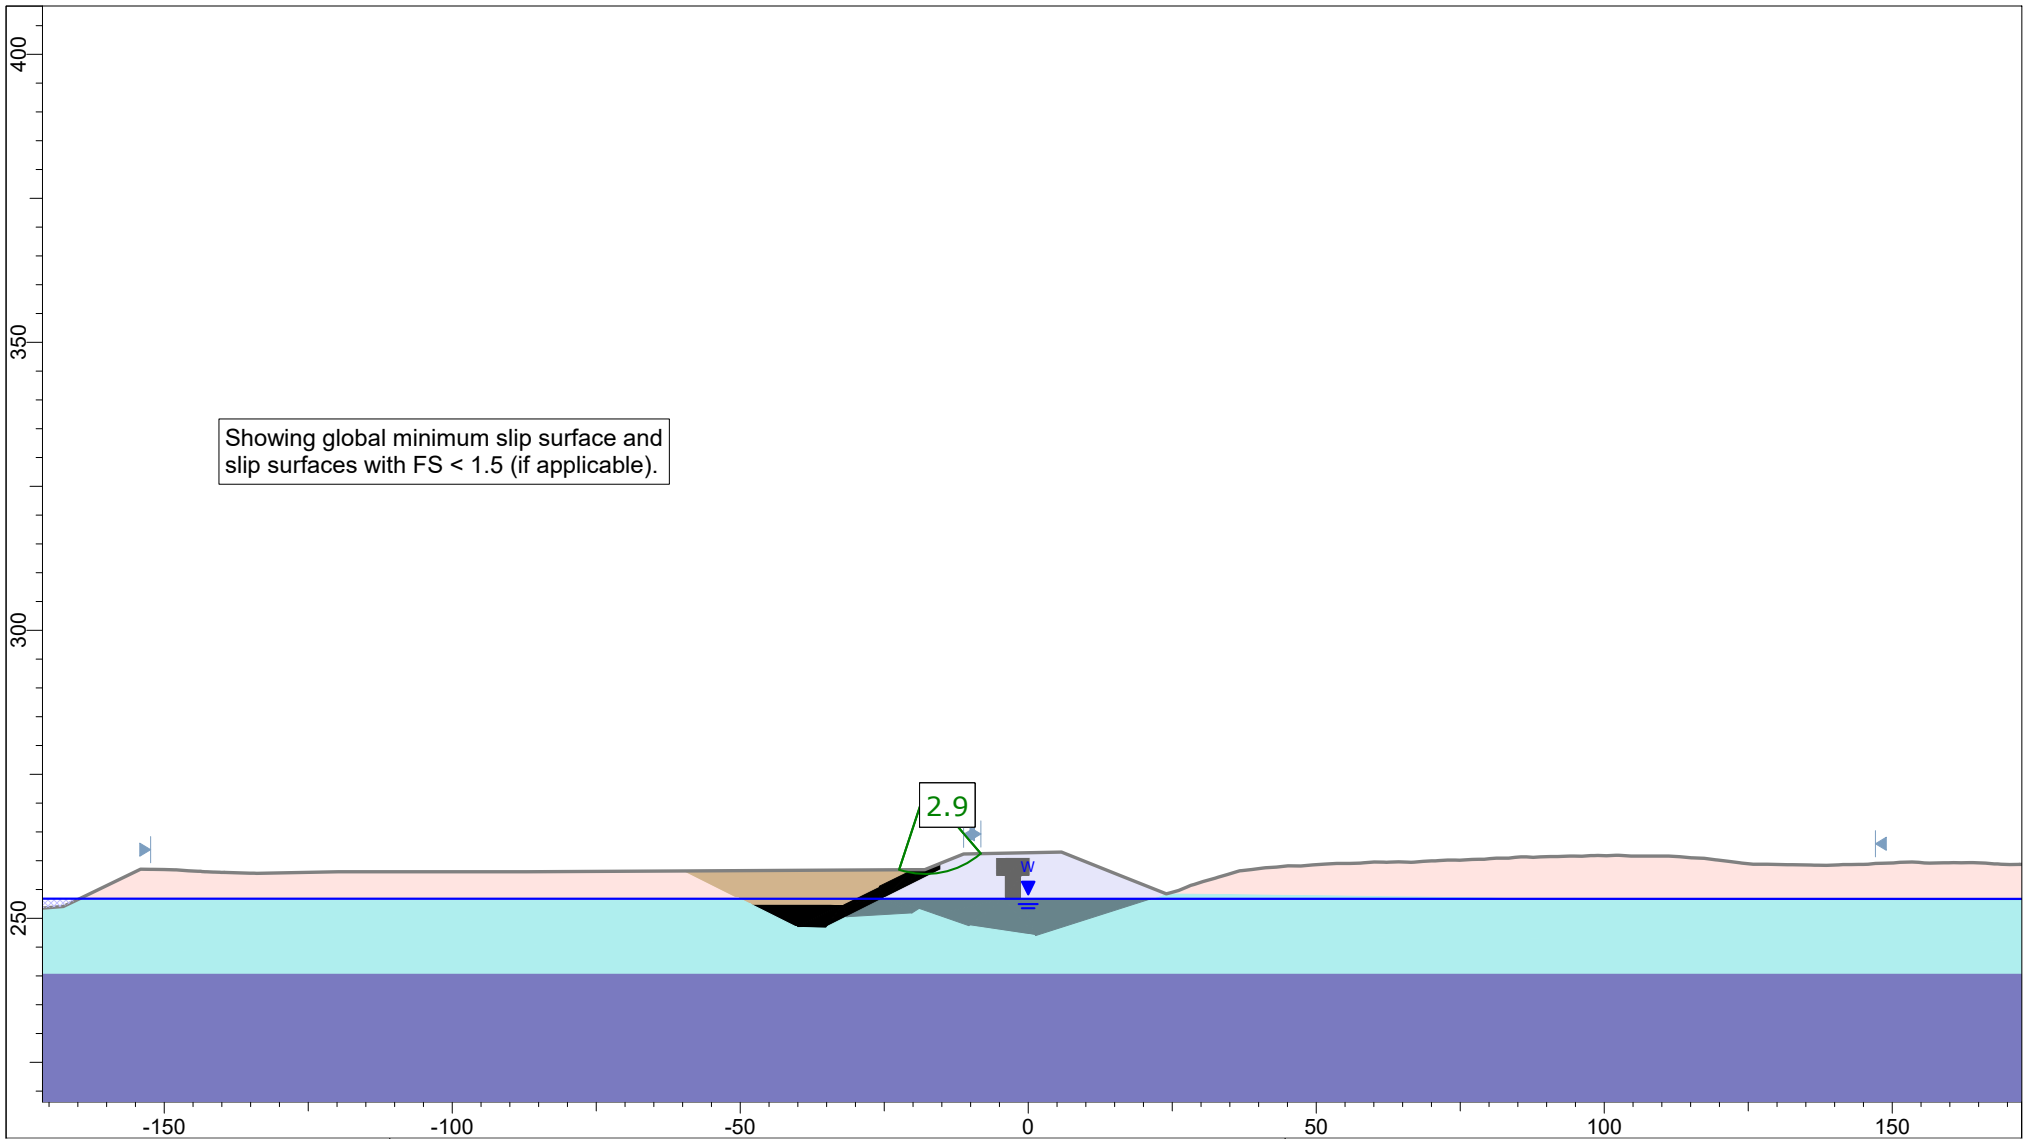 400
350
Showing global minimum slip surface and
slip surfaces with FS < 1.5 (if applicable).
300
2.9
W
250
-150 -100 -50 0 50 100 150